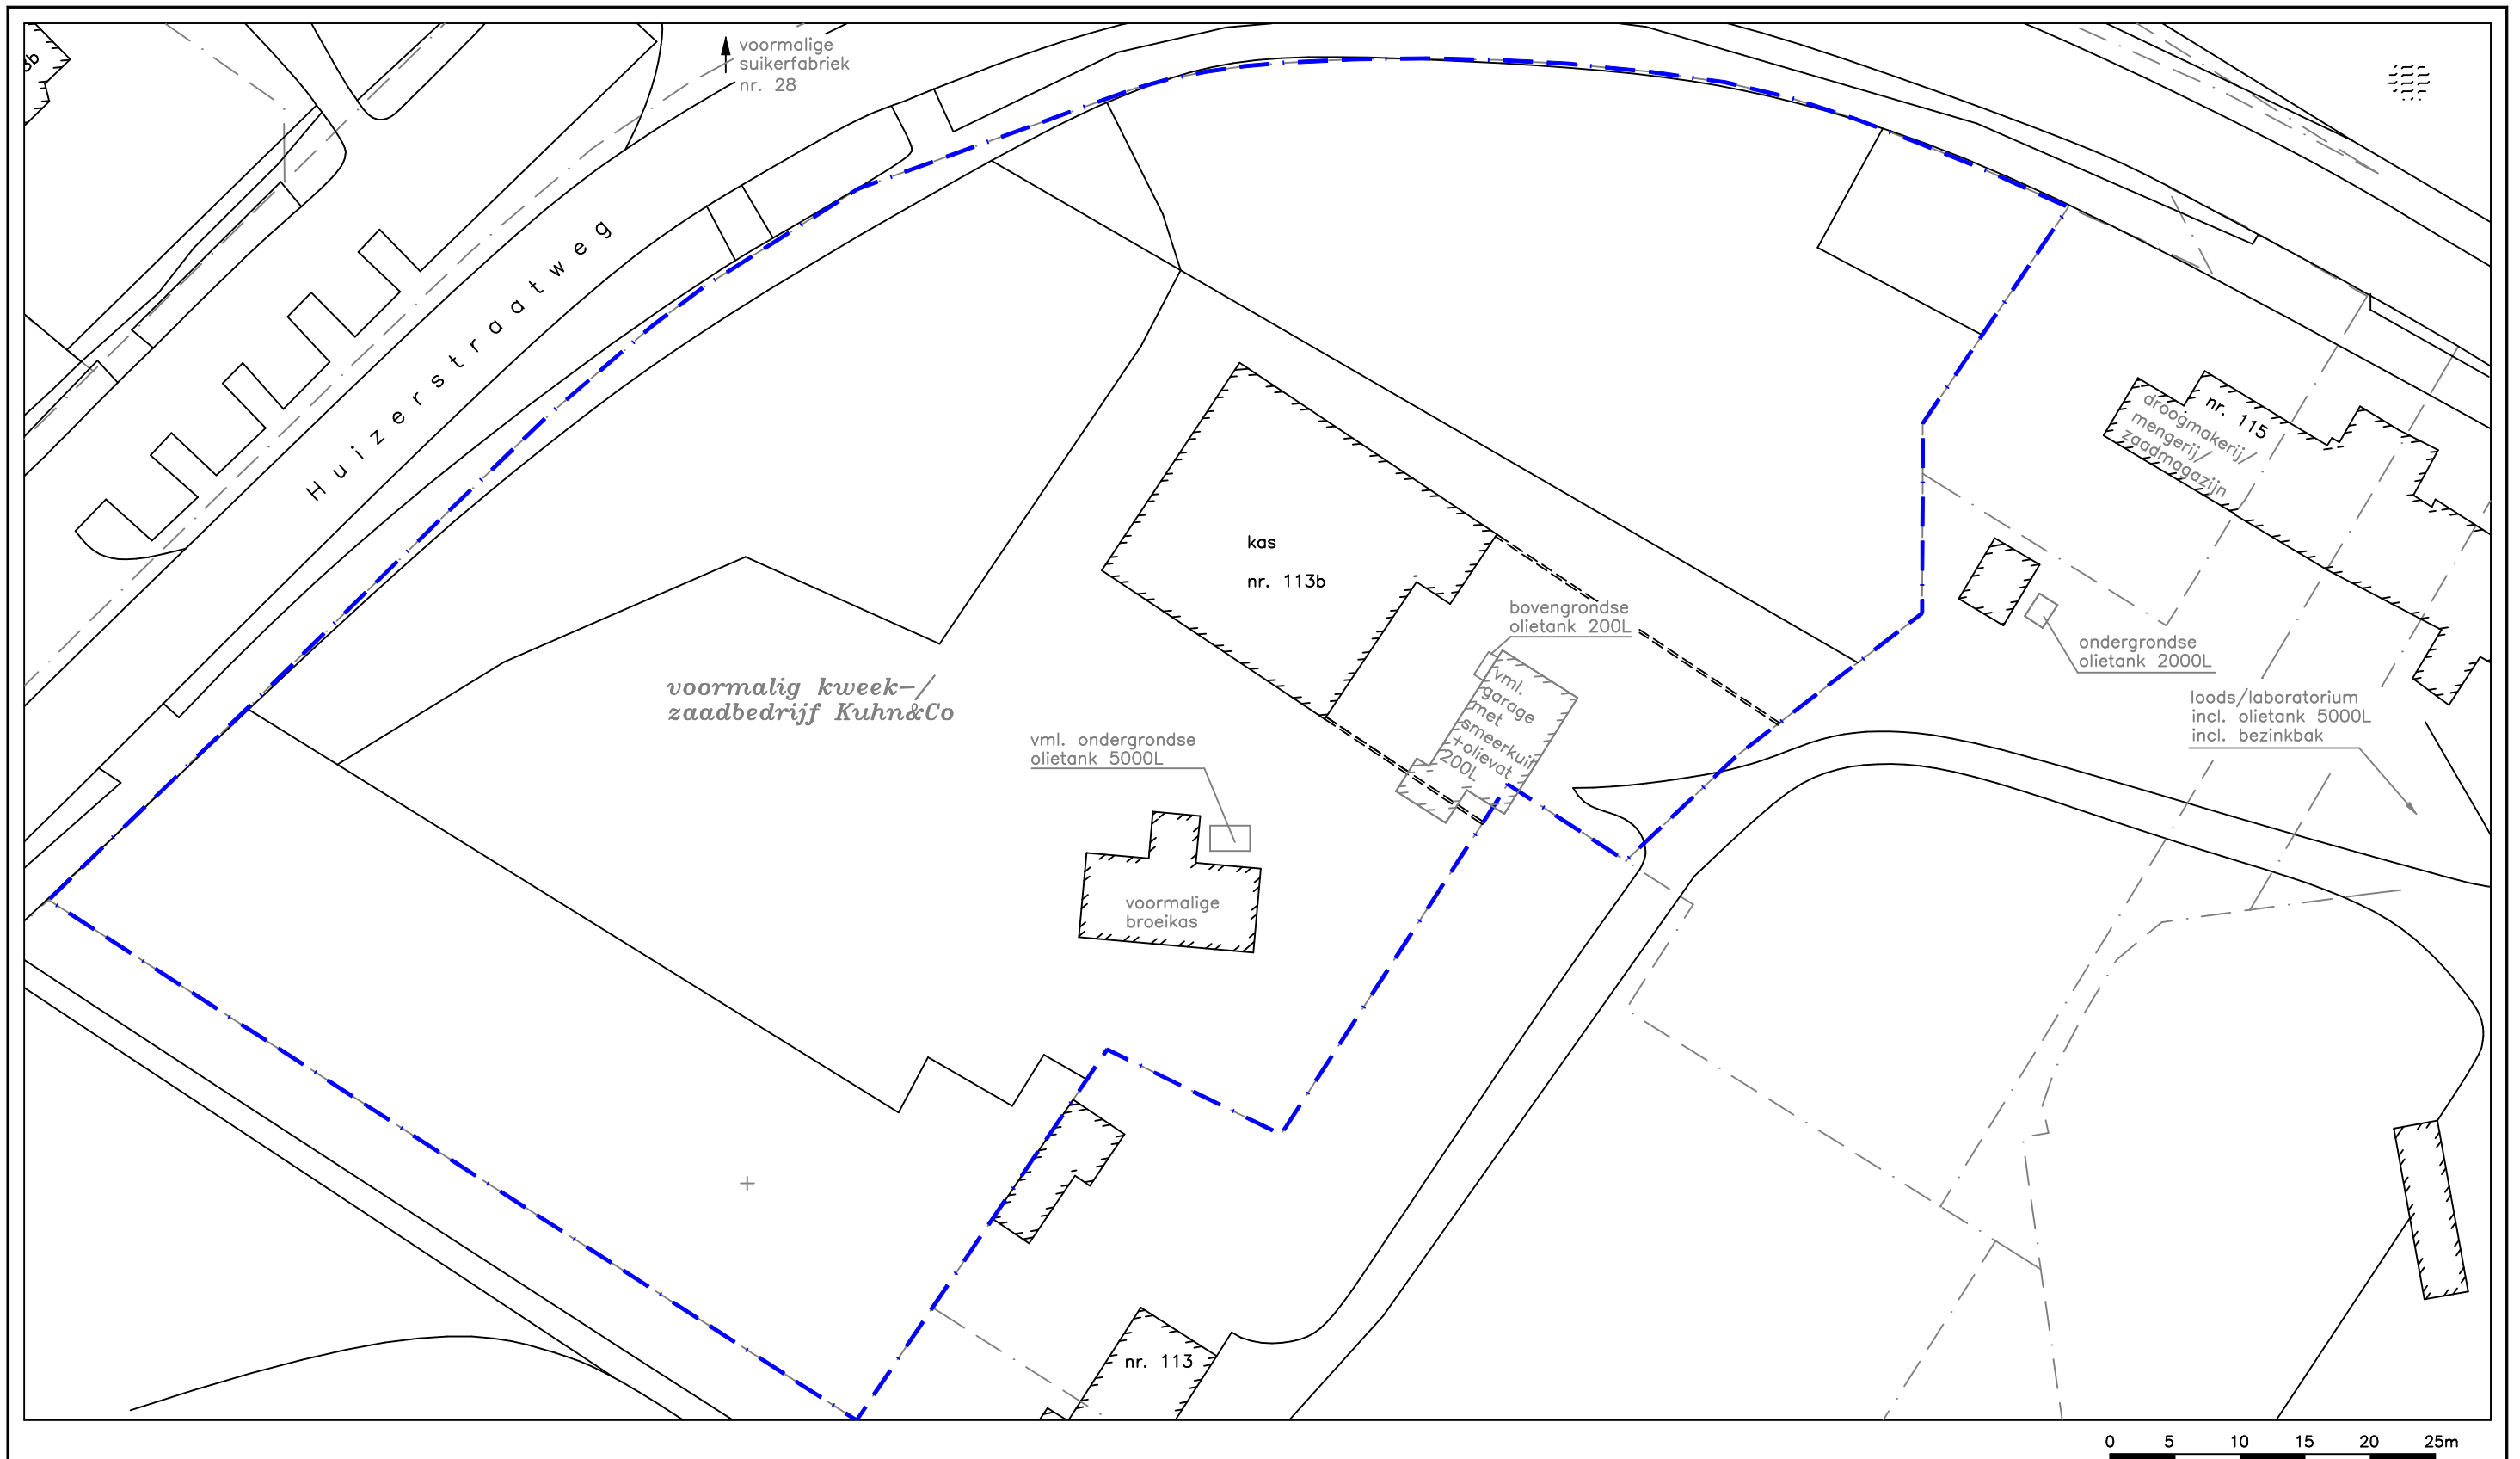 voormalige
suikerfabriek
nr. 28
Huizerstraatweg
nr. 115
droogmakerij/
mengerij/
zaadmagazijn
kas
nr. 113b
bovengrondse
olietank 200L
vml.
garage
met
smeerkuil
+olievat
200L
ondergrondse
olietank 2000L
loods/laboratorium
incl. olietank 5000L
incl. bezinkbak
voormalig kweek-/
zaadbedrijf Kuhn&Co
vml. ondergrondse
olietank 5000L
voormalige
broeikas
nr. 113
0 5 10 15 20 25m